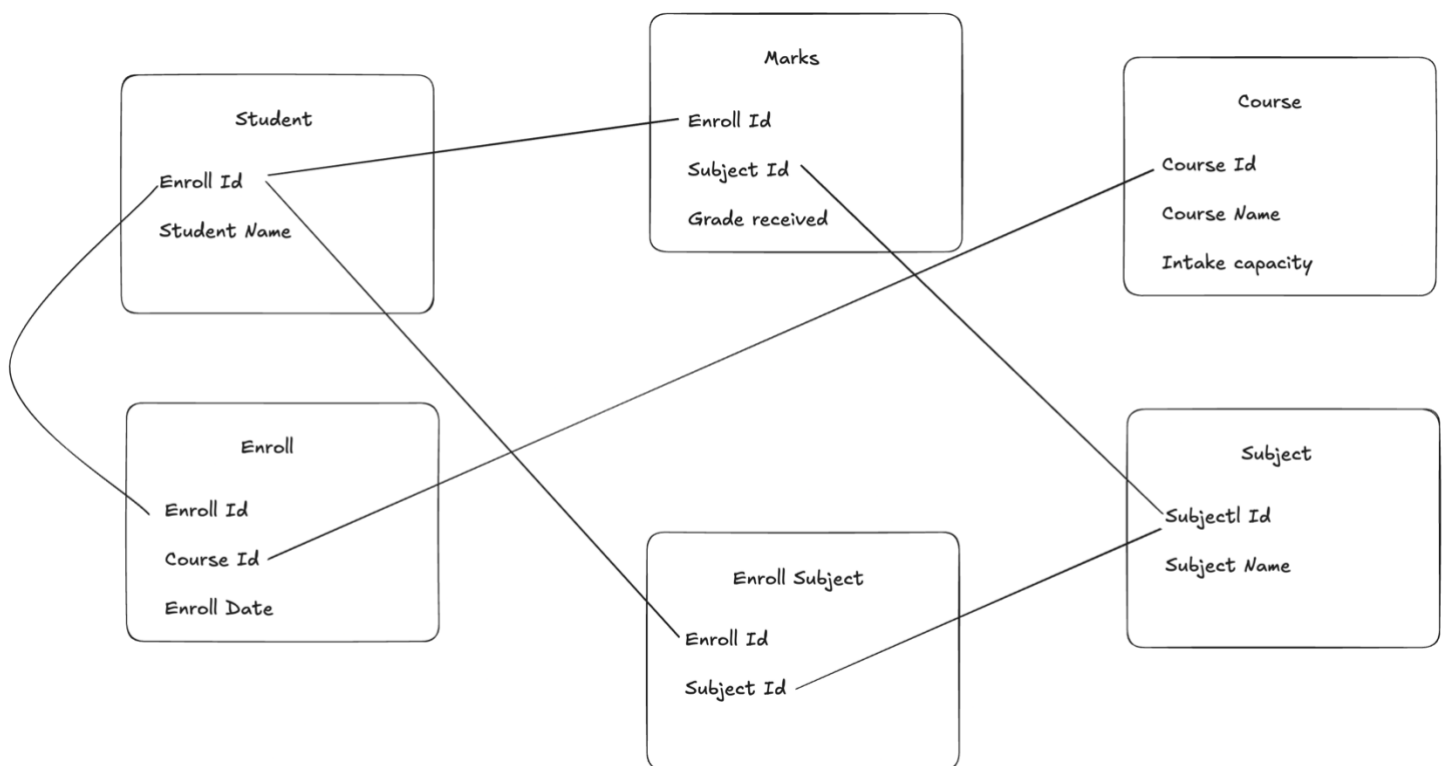 Student
Enroll Id
Student Name
Marks
Enroll Id
Subject Id
Grade received
Course
Course Id
Course Name
Intake capacity
Enroll
Enroll Id
Course Id
Enroll Date
Enroll Subject
Enroll Id
Subject Id
Subject
Subjectl Id
Subject Name